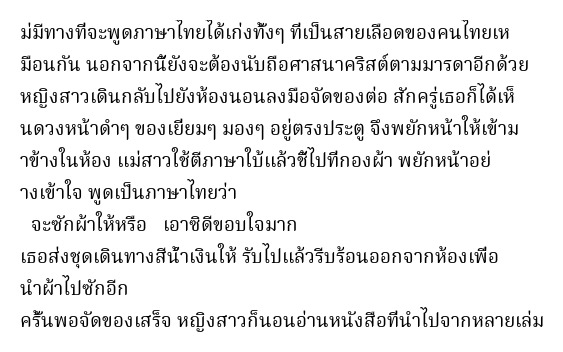 ม่มีทางที่จะพูดภาษาไทยได้เก่งทั้งๆ ที่เป็นสายเลือดของคนไทยเห
มือนกัน นอกจากนี้ยังจะต้องนับถือศาสนาคริสต์ตามมารดาอีกด้วย
หญิงสาวเดินกลับไปยังห้องนอนลงมือจัดของต่อ สักครู่เธอก็ได้เห็
นดวงหน้าดำๆ ของเยียมๆ มองๆ อยู่ตรงประตู จึงพยักหน้าให้เข้าม
าข้างในห้อง แม่สาวใช้ตีภาษาใบ้แล้วชี้ไปที่กองผ้า พยักหน้าอย่
างเข้าใจ พูดเป็นภาษาไทยว่า
จะซักผ้าให้หรือ เอาซิดีขอบใจมาก
เธอส่งชุดเดินทางสีน้ำเงินให้ รับไปแล้วรีบร้อนออกจากห้องเพื่อ
นำผ้าไปซักอีก
ครั้นพอจัดของเสร็จ หญิงสาวก็นอนอ่านหนังสือที่นำไปจากหลายเล่ม